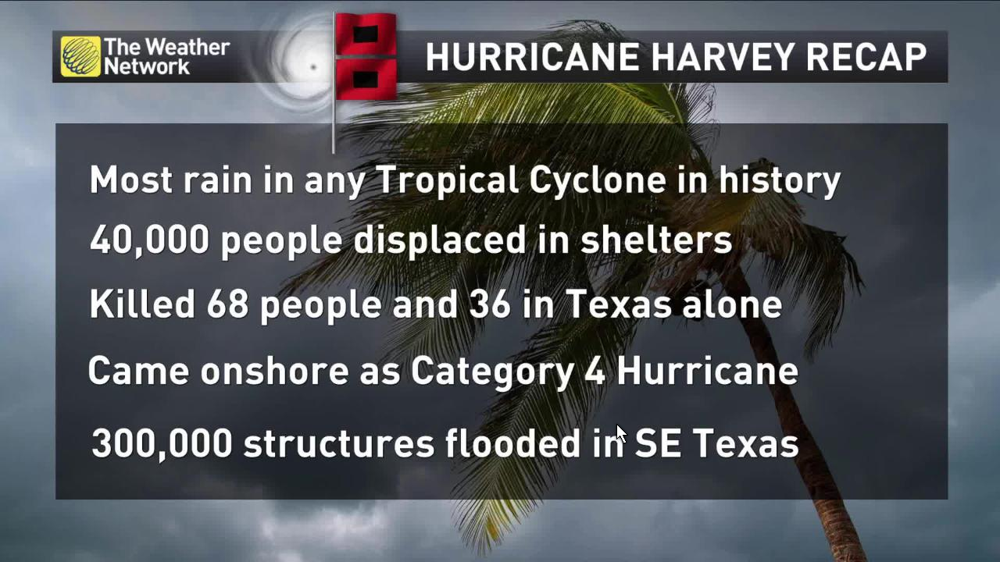 The Weather
Network
HURRICANE HARVEY RECAP
Most rain in any Tropical Cyclone in history
40,000 people displaced in shelters
Killed 68 people and 36 in Texas alone
Came onshore as Category 4 Hurricane
300,000 structures flooded in SE Texas